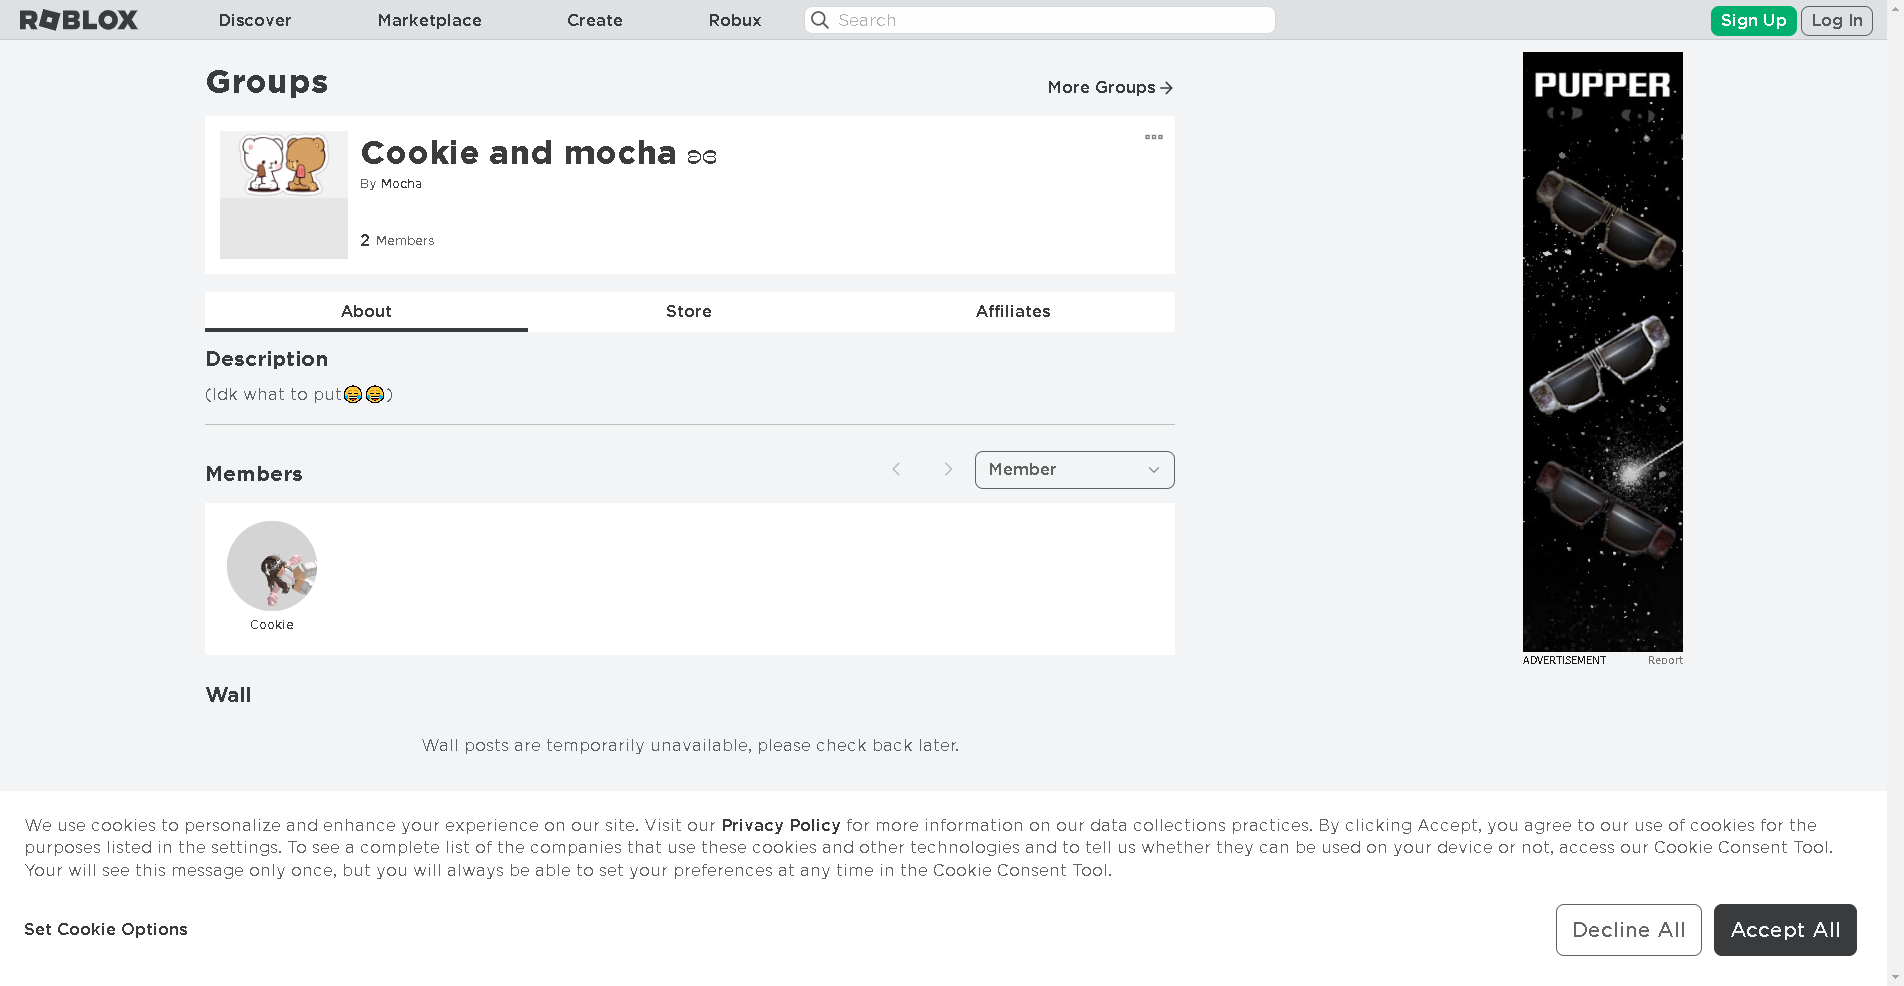 ROBLOX Discover Marketplace Create Robux Search Sign Up Log In
Groups
More Groups
Cookie and mocha
By Mocha
2 Members
About Store Affiliates
Description
(Idk what to put😂😂)
Members
Member
Cookie
Wall
Wall posts are temporarily unavailable, please check back later.
PUPPER
ADVERTISEMENT Report
We use cookies to personalize and enhance your experience on our site. Visit our Privacy Policy for more information on our data collections practices. By clicking Accept, you agree to our use of cookies for the
purposes listed in the settings. To see a complete list of the companies that use these cookies and other technologies and to tell us whether they can be used on your device or not, access our Cookie Consent Tool.
Your will see this message only once, but you will always be able to set your preferences at any time in the Cookie Consent Tool.
Set Cookie Options
Decline All
Accept All